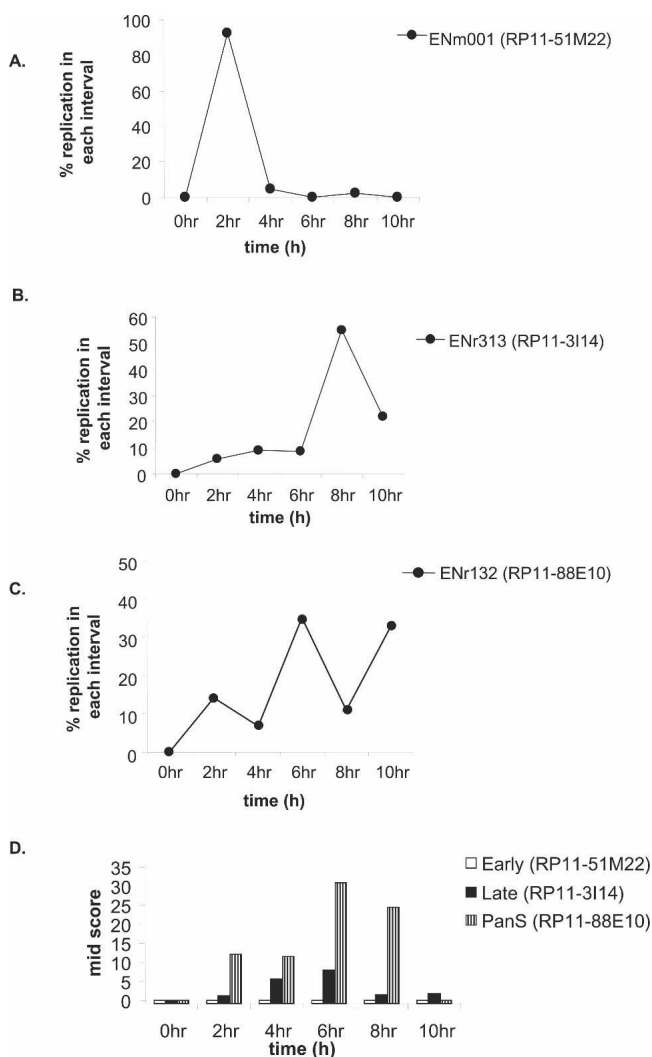 A.
% replication in
each interval
100
80
60
40
20
0
0hr 2hr 4hr 6hr 8hr 10hr
time (h)
ENm001 (RP11-51M22)
B.
% replication in
each interval
60
50
40
30
20
10
0
0hr 2hr 4hr 6hr 8hr 10hr
time (h)
ENr313 (RP11-3I14)
C.
% replication in
each interval
50
40
30
20
10
0
0hr 2hr 4hr 6hr 8hr 10hr
time (h)
ENr132 (RP11-88E10)
D.
mid score
35
30
25
20
15
10
5
0
0hr 2hr 4hr 6hr 8hr 10hr
time (h)
Early (RP11-51M22)
Late (RP11-3I14)
PanS (RP11-88E10)